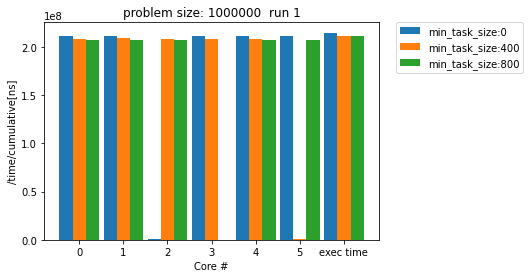 problem size: 1000000  run 1
1e8
2.0
1.5
1.0
0.5
0.0
/time/cumulative[ns]
0 1 2 3 4 5 exec time
Core #
min_task_size:0
min_task_size:400
min_task_size:800